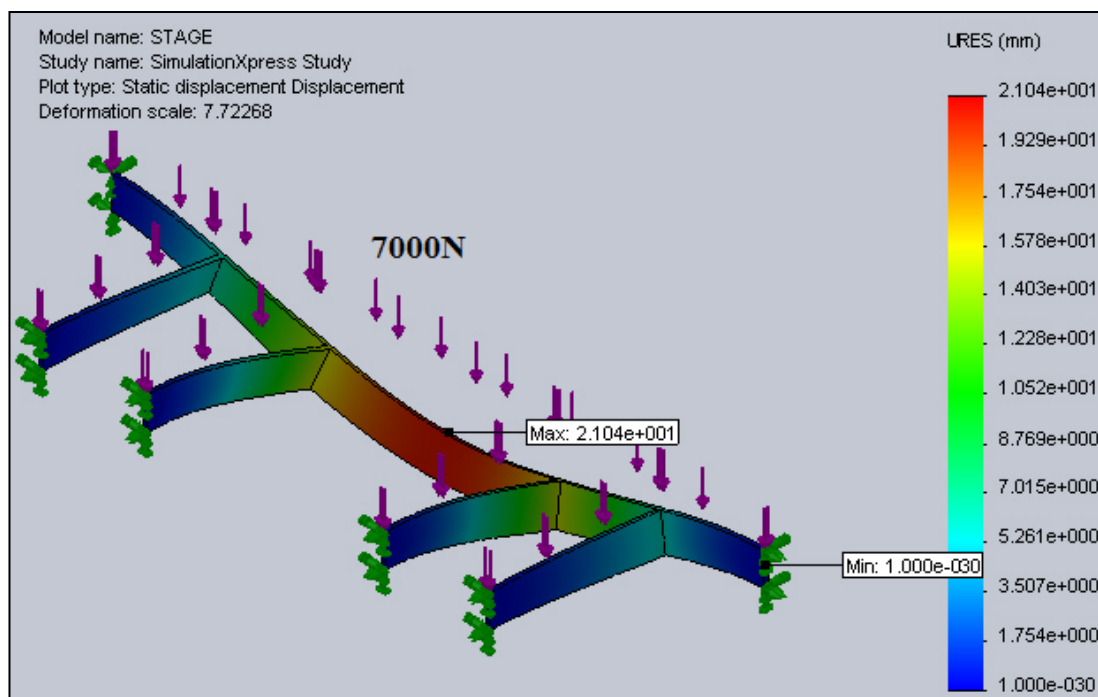 Model name: STAGE
Study name: SimulationXpress Study
Plot type: Static displacement Displacement
Deformation scale: 7.72268
7000N
Max: 2.104e+001
Min: 1.000e-030
URES (mm)
2.104e+001
1.929e+001
1.754e+001
1.578e+001
1.403e+001
1.228e+001
1.052e+001
8.769e+000
7.015e+000
5.261e+000
3.507e+000
1.754e+000
1.000e-030